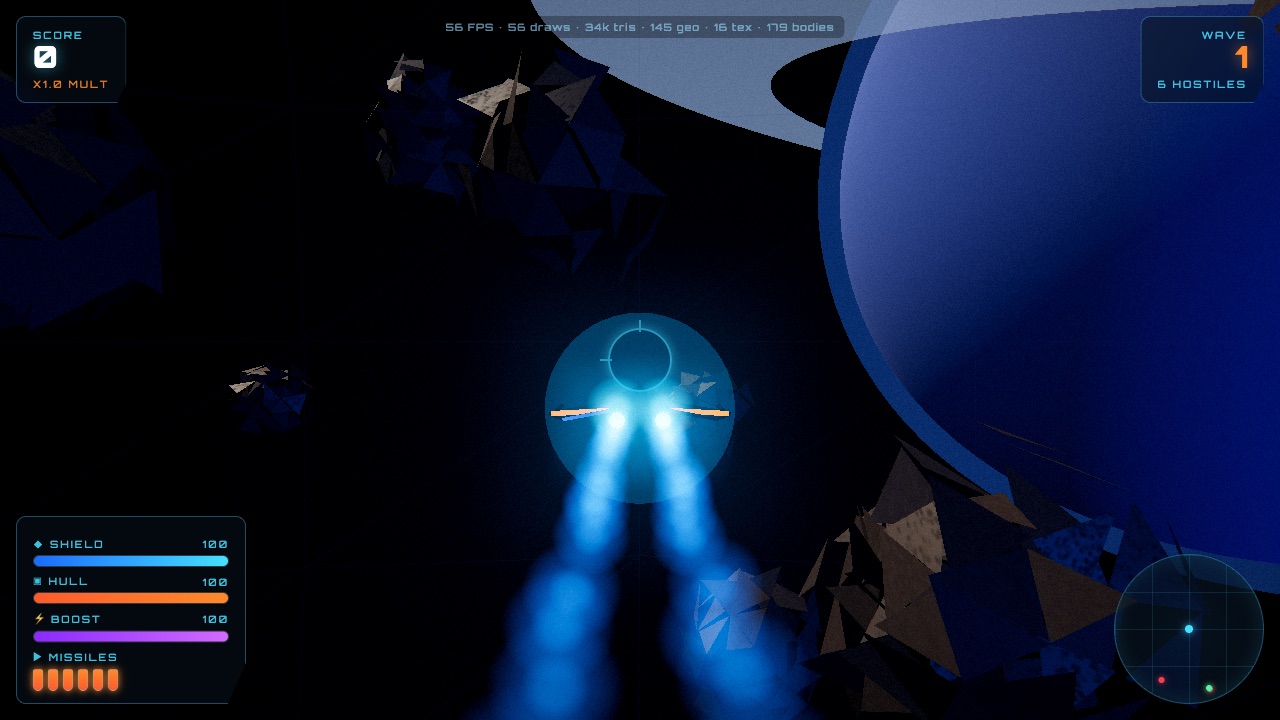 56 FPS · 56 draws · 34k tris · 145 geo · 16 tex · 179 bodies
SCORE
0
X1.0 MULT
WAVE
1
6 HOSTILES
◆ SHIELD 100
▣ HULL 100
⚡ BOOST 100
▶ MISSILES